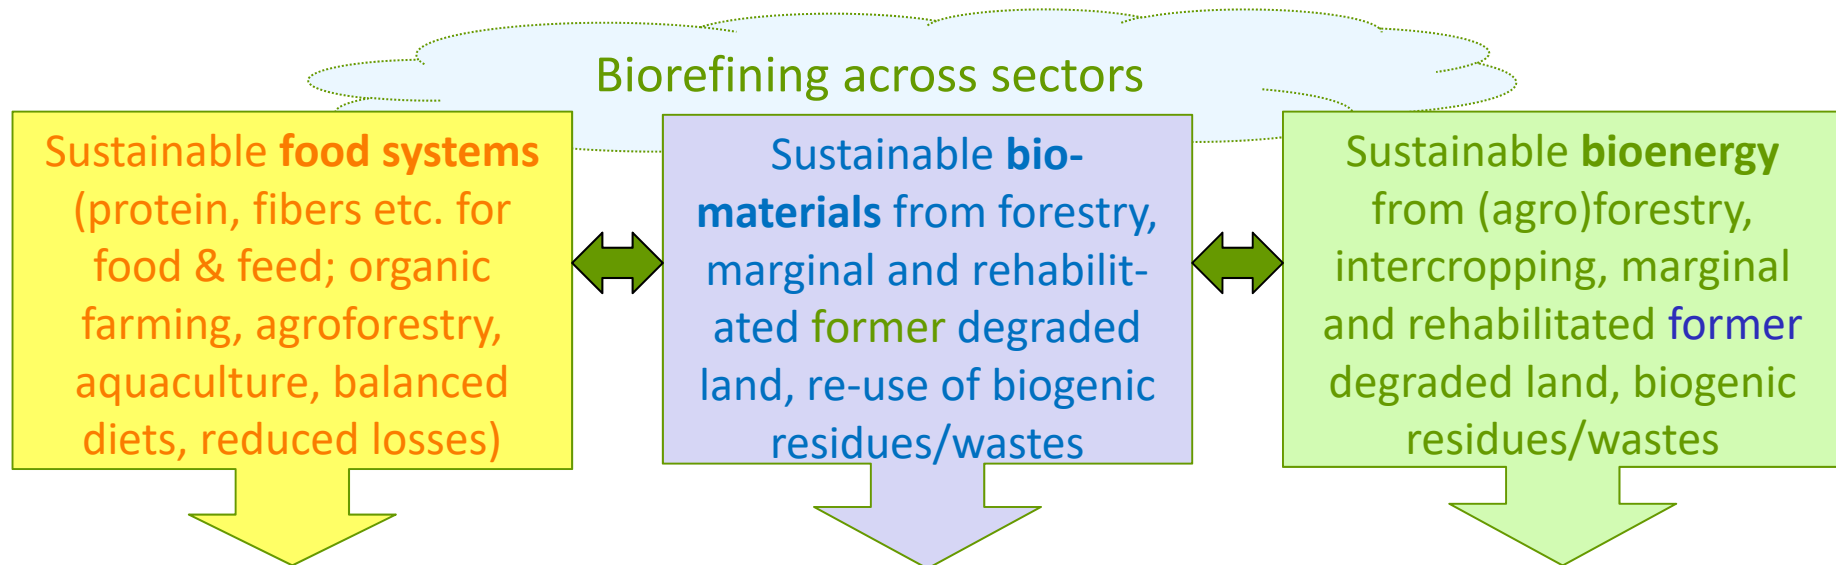 Biorefining across sectors
Sustainable food systems
(protein, fibers etc. for
food & feed; organic
farming, agroforestry,
aquaculture, balanced
diets, reduced losses)
Sustainable bio-
materials from forestry,
marginal and rehabilit-
ated former degraded
land, re-use of biogenic
residues/wastes
Sustainable bioenergy
from (agro)forestry,
intercropping, marginal
and rehabilitated former
degraded land, biogenic
residues/wastes